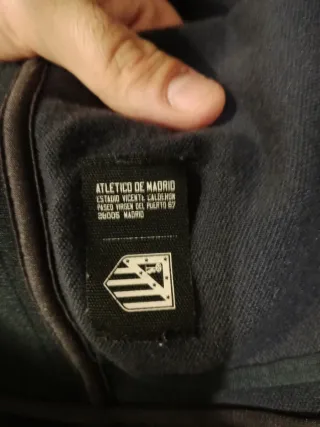 ATLÉTICO DE MADRID
ESTADIO VICENTE CALDERÓN
PASEO VIRGEN DEL PUERTO 67
28005 MADRID